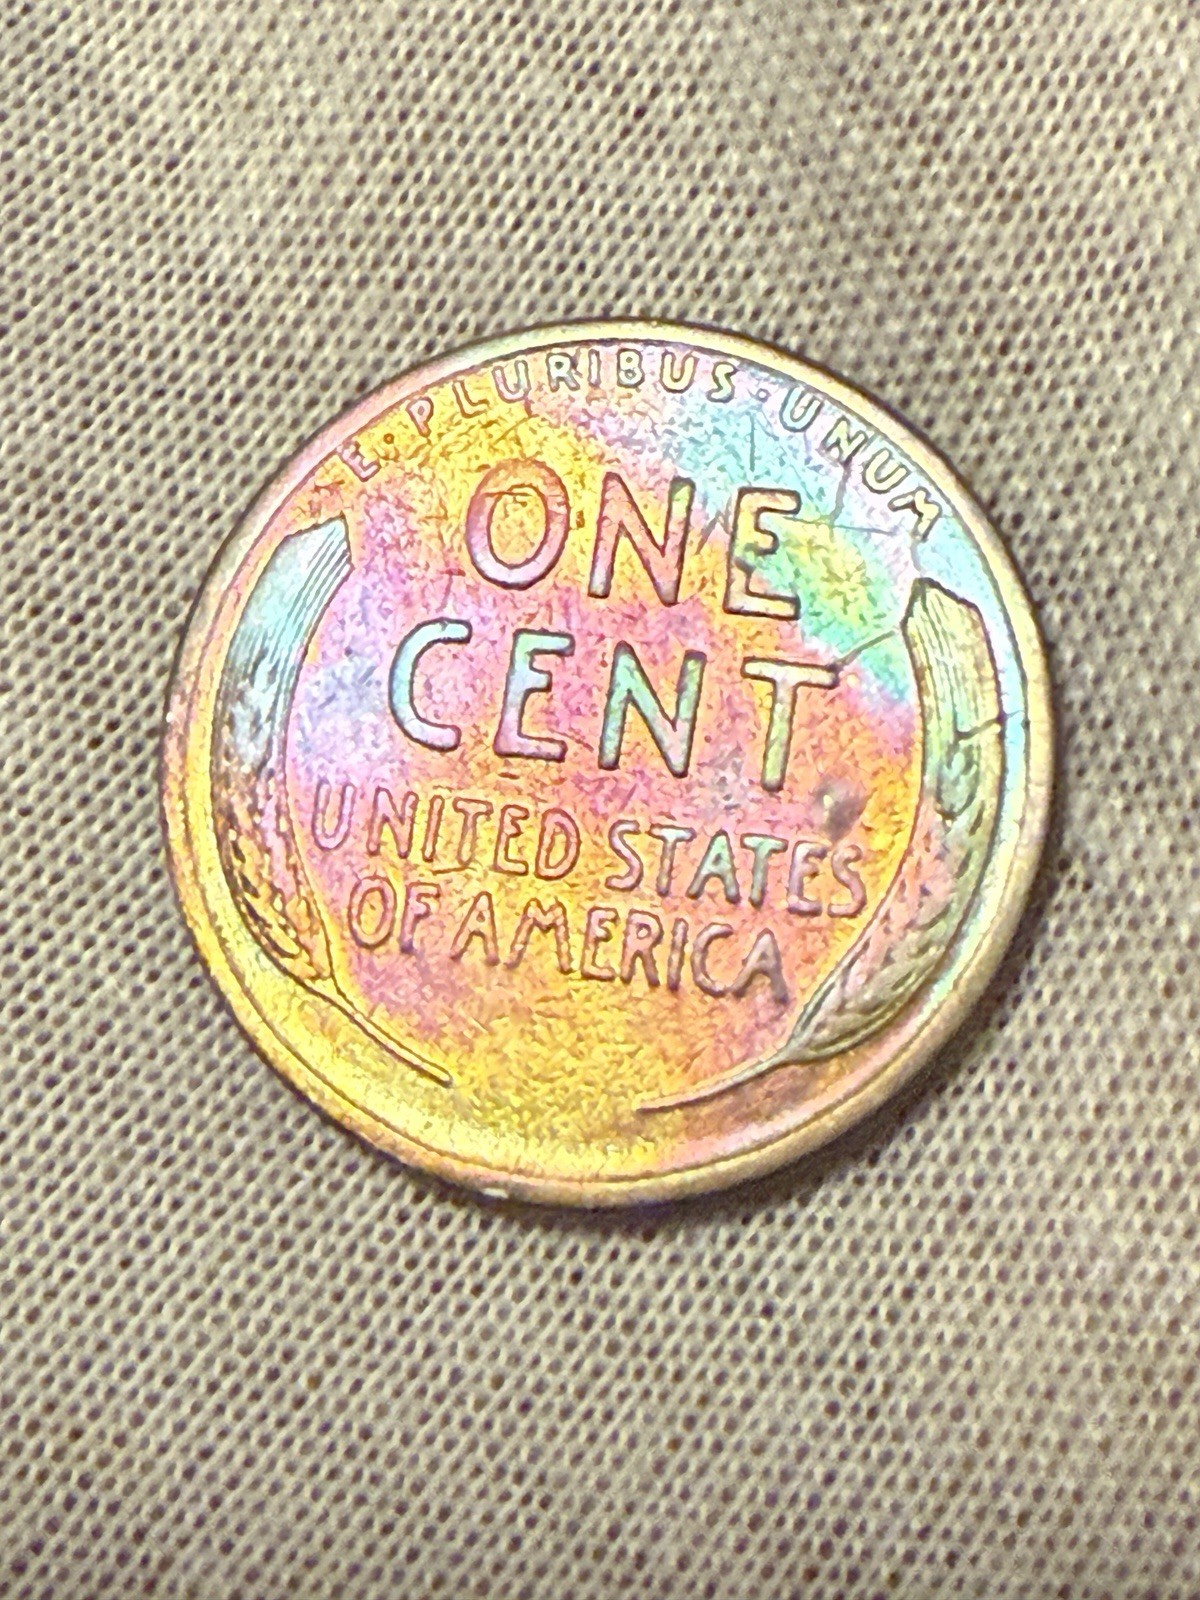 E·PLURIBUS·UNUM
ONE
CENT
UNITED STATES
OF AMERICA